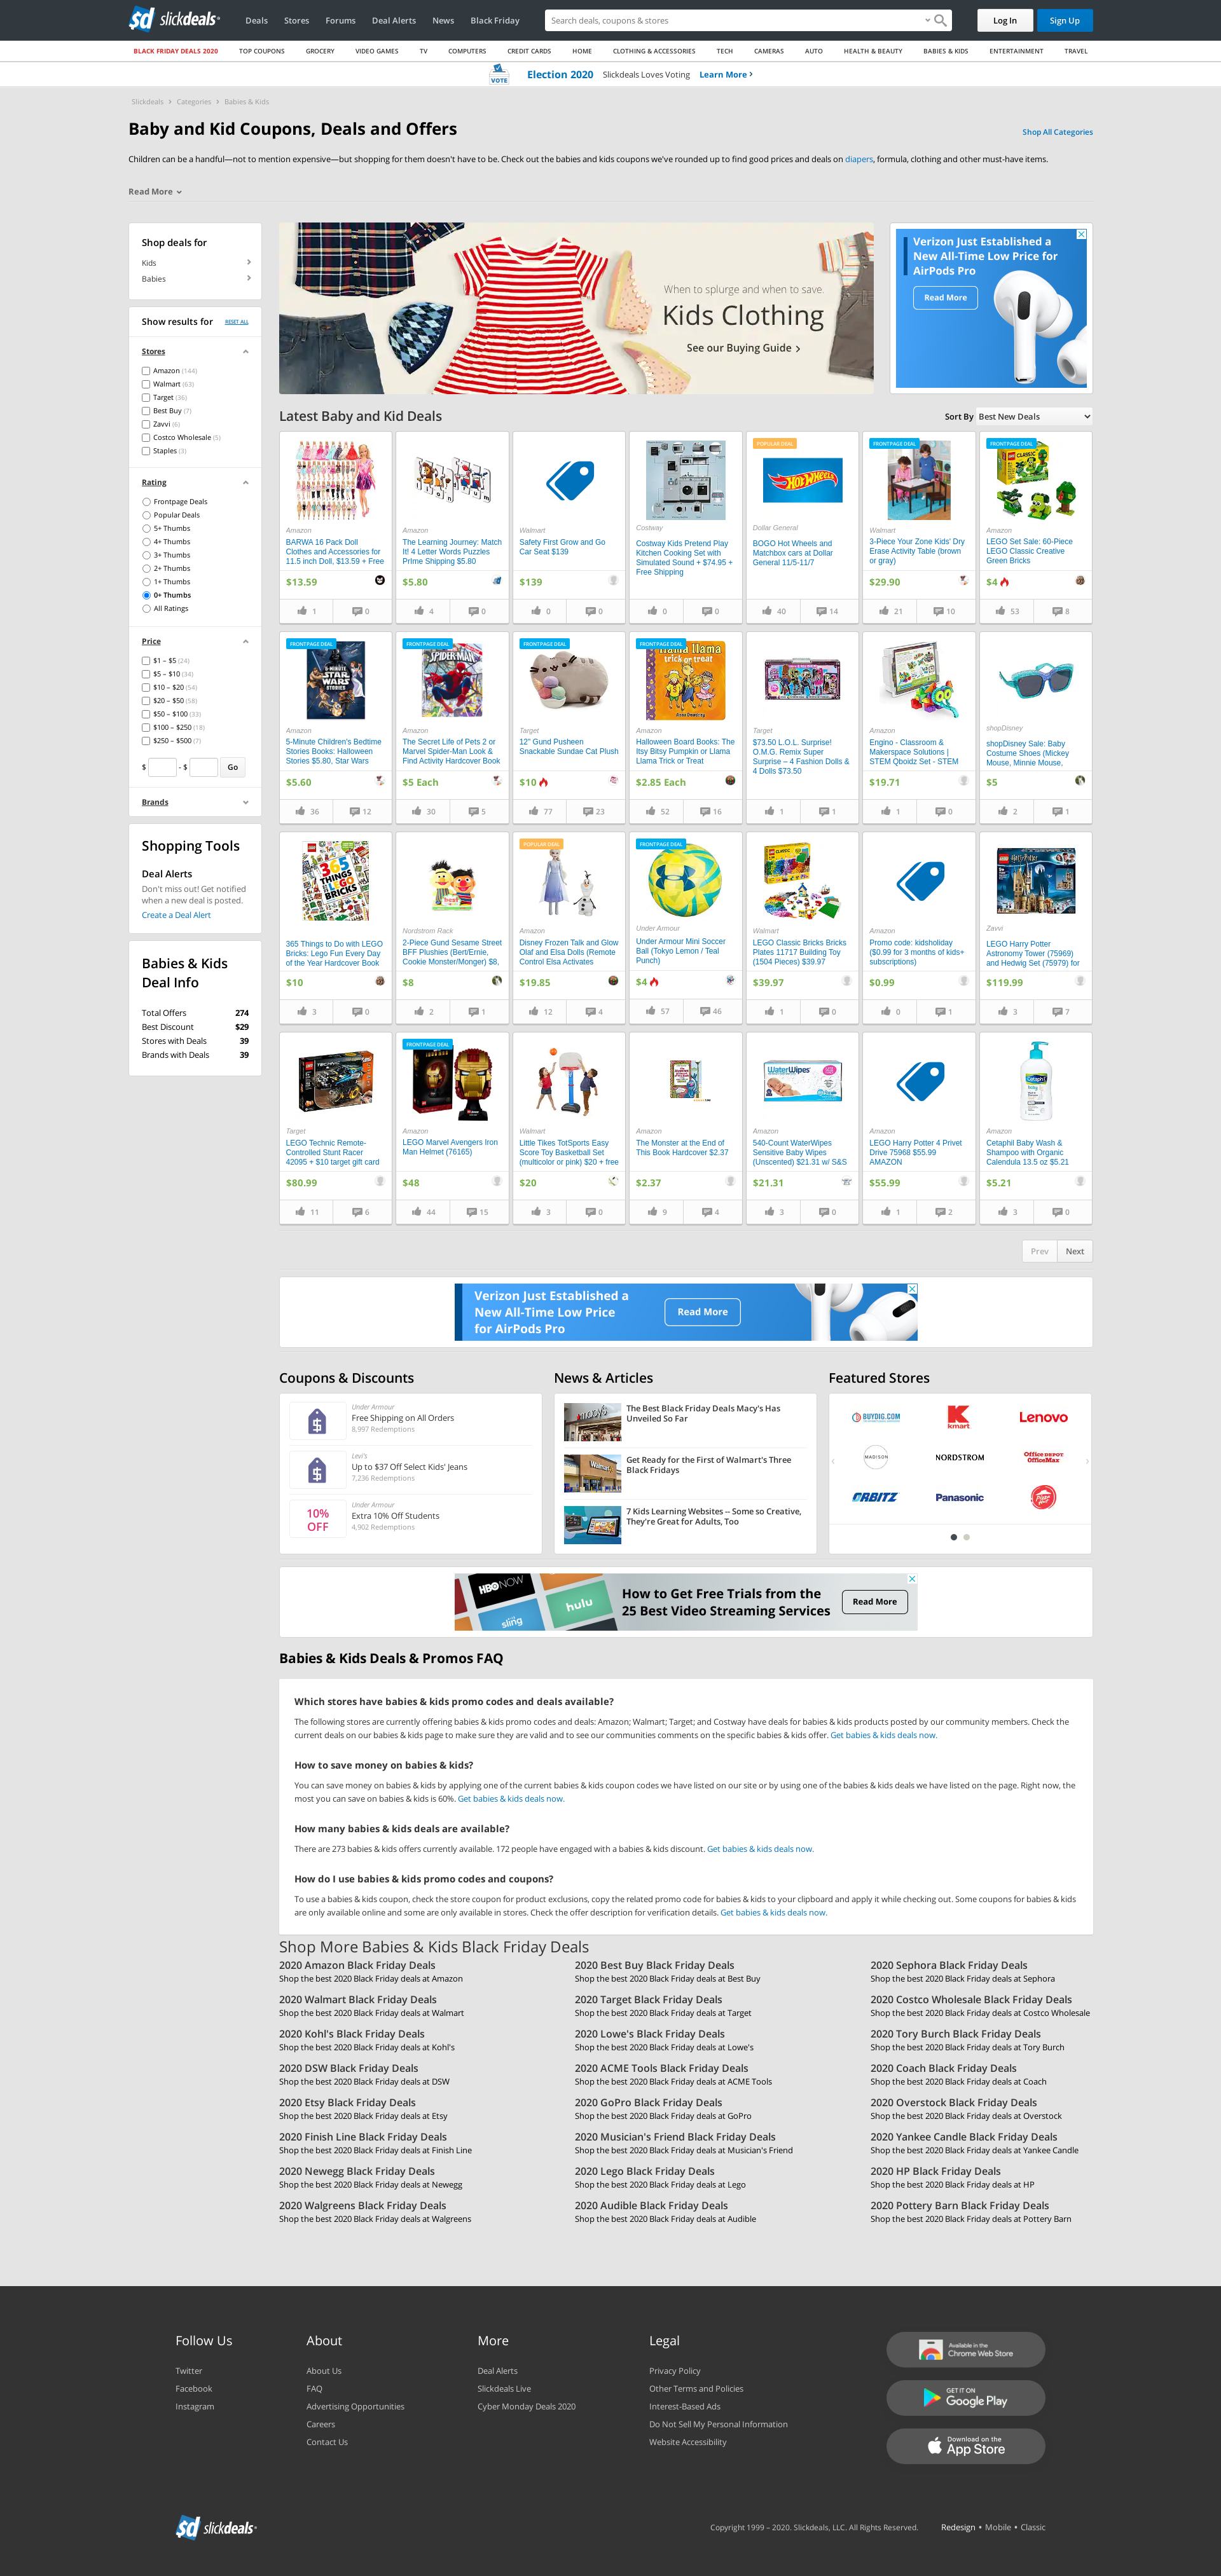 slickdeals
Deals
Stores
Forums
Deal Alerts
News
Black Friday
Search deals, coupons & stores
Log In
Sign Up
BLACK FRIDAY DEALS 2020
TOP COUPONS
GROCERY
VIDEO GAMES
TV
COMPUTERS
CREDIT CARDS
HOME
CLOTHING & ACCESSORIES
TECH
CAMERAS
AUTO
HEALTH & BEAUTY
BABIES & KIDS
ENTERTAINMENT
TRAVEL
VOTE
Election 2020 Slickdeals Loves Voting Learn More
Slickdeals › Categories › Babies & Kids
Baby and Kid Coupons, Deals and Offers
Shop All Categories
Children can be a handful—not to mention expensive—but shopping for them doesn't have to be. Check out the babies and kids coupons we've rounded up to find good prices and deals on diapers, formula, clothing and other must-have items.
Read More
Shop deals for
Kids
Babies
Show results for
RESET ALL
Stores
Amazon (144)
Walmart (63)
Target (36)
Best Buy (7)
Zavvi (6)
Costco Wholesale (5)
Staples (3)
Rating
Frontpage Deals
Popular Deals
5+ Thumbs
4+ Thumbs
3+ Thumbs
2+ Thumbs
1+ Thumbs
0+ Thumbs
All Ratings
Price
$1 – $5 (24)
$5 – $10 (34)
$10 – $20 (54)
$20 – $50 (58)
$50 – $100 (33)
$100 – $250 (18)
$250 – $500 (7)
$ - $ Go
Brands
Shopping Tools
Deal Alerts
Don't miss out! Get notified
when a new deal is posted.
Create a Deal Alert
Babies & Kids
Deal Info
Total Offers 274
Best Discount $29
Stores with Deals 39
Brands with Deals 39
When to splurge and when to save.
Kids Clothing
See our Buying Guide
Verizon Just Established a
New All-Time Low Price for
AirPods Pro
Read More
Latest Baby and Kid Deals
Sort By Best New Deals
Amazon
BARWA 16 Pack Doll
Clothes and Accessories for
11.5 inch Doll, $13.59 + Free
$13.59
1 0
Amazon
The Learning Journey: Match
It! 4 Letter Words Puzzles
Prtme Shipping $5.80
$5.80
4 0
Walmart
Safety First Grow and Go
Car Seat $139
$139
0 0
Costway
Costway Kids Pretend Play
Kitchen Cooking Set with
Simulated Sound + $74.95 +
Free Shipping
0 0
POPULAR DEAL
Hot Wheels
Dollar General
BOGO Hot Wheels and
Matchbox cars at Dollar
General 11/5-11/7
40 14
FRONTPAGE DEAL
Walmart
3-Piece Your Zone Kids' Dry
Erase Activity Table (brown
or gray)
$29.90
21 10
FRONTPAGE DEAL
CLASSIC
Amazon
LEGO Set Sale: 60-Piece
LEGO Classic Creative
Green Bricks
$4
53 8
FRONTPAGE DEAL
5-MINUTE
STAR
WARS
STORIES
Amazon
5-Minute Children's Bedtime
Stories Books: Halloween
Stories $5.80, Star Wars
$5.60
36 12
FRONTPAGE DEAL
SPIDER-MAN
Amazon
The Secret Life of Pets 2 or
Marvel Spider-Man Look &
Find Activity Hardcover Book
$5 Each
30 5
FRONTPAGE DEAL
Target
12" Gund Pusheen
Snackable Sundae Cat Plush
$10
77 23
FRONTPAGE DEAL
llama llama
trick or treat
Anna Dewdney
Amazon
Halloween Board Books: The
Itsy Bitsy Pumpkin or Llama
Llama Trick or Treat
$2.85 Each
52 16
Target
$73.50 L.O.L. Surprise!
O.M.G. Remix Super
Surprise – 4 Fashion Dolls &
4 Dolls $73.50
1 1
Amazon
Engino - Classroom &
Makerspace Solutions |
STEM Qboidz Set - STEM
$19.71
1 0
shopDisney
shopDisney Sale: Baby
Costume Shoes (Mickey
Mouse, Minnie Mouse,
$5
2 1
365 THINGS TO DO WITH LEGO BRICKS
365 Things to Do with LEGO
Bricks: Lego Fun Every Day
of the Year Hardcover Book
$10
3 0
Nordstrom Rack
2-Piece Gund Sesame Street
BFF Plushies (Bert/Ernie,
Cookie Monster/Monger) $8,
$8
2 1
POPULAR DEAL
Amazon
Disney Frozen Talk and Glow
Olaf and Elsa Dolls (Remote
Control Elsa Activates
$19.85
12 4
FRONTPAGE DEAL
Under Armour
Under Armour Mini Soccer
Ball (Tokyo Lemon / Teal
Punch)
$4
57 46
CLASSIC
Walmart
LEGO Classic Bricks Bricks
Plates 11717 Building Toy
(1504 Pieces) $39.97
$39.97
1 0
Amazon
Promo code: kidsholiday
($0.99 for 3 months of kids+
subscriptions)
$0.99
0 1
Harry Potter
Zavvi
LEGO Harry Potter
Astronomy Tower (75969)
and Hedwig Set (75979) for
$119.99
3 7
TECHNIC
Target
LEGO Technic Remote-
Controlled Stunt Racer
42095 + $10 target gift card
$80.99
11 6
FRONTPAGE DEAL
Amazon
LEGO Marvel Avengers Iron
Man Helmet (76165)
$48
44 15
Walmart
Little Tikes TotSports Easy
Score Toy Basketball Set
(multicolor or pink) $20 + free
$20
3 0
Amazon
The Monster at the End of
This Book Hardcover $2.37
$2.37
9 4
WaterWipes
Amazon
540-Count WaterWipes
Sensitive Baby Wipes
(Unscented) $21.31 w/ S&S
$21.31
3 0
Amazon
LEGO Harry Potter 4 Privet
Drive 75968 $55.99
AMAZON
$55.99
1 2
Cetaphil
baby
Amazon
Cetaphil Baby Wash &
Shampoo with Organic
Calendula 13.5 oz $5.21
$5.21
3 0
Prev Next
Verizon Just Established a
New All-Time Low Price
for AirPods Pro
Read More
Coupons & Discounts
Under Armour
Free Shipping on All Orders
8,997 Redemptions
Levi's
Up to $37 Off Select Kids' Jeans
7,236 Redemptions
10%
OFF
Under Armour
Extra 10% Off Students
4,902 Redemptions
News & Articles
The Best Black Friday Deals Macy's Has
Unveiled So Far
Get Ready for the First of Walmart's Three
Black Fridays
7 Kids Learning Websites -- Some so Creative,
They're Great for Adults, Too
Featured Stores
BUYDIG.COM
kmart
Lenovo
MADISON
NORDSTROM
Office DEPOT
OfficeMax
ORBITZ
Panasonic
Pizza Hut
HBO NOW
hulu
sling
How to Get Free Trials from the
25 Best Video Streaming Services
Read More
Babies & Kids Deals & Promos FAQ
Which stores have babies & kids promo codes and deals available?
The following stores are currently offering babies & kids promo codes and deals: Amazon; Walmart; Target; and Costway have deals for babies & kids products posted by our community members. Check the
current deals on our babies & kids page to make sure they are valid and to see our communities comments on the specific babies & kids offer. Get babies & kids deals now.
How to save money on babies & kids?
You can save money on babies & kids by applying one of the current babies & kids coupon codes we have listed on our site or by using one of the babies & kids deals we have listed on the page. Right now, the
most you can save on babies & kids is 60%. Get babies & kids deals now.
How many babies & kids deals are available?
There are 273 babies & kids offers currently available. 172 people have engaged with a babies & kids discount. Get babies & kids deals now.
How do I use babies & kids promo codes and coupons?
To use a babies & kids coupon, check the store coupon for product exclusions, copy the related promo code for babies & kids to your clipboard and apply it while checking out. Some coupons for babies & kids
are only available online and some are only available in stores. Check the offer description for verification details. Get babies & kids deals now.
Shop More Babies & Kids Black Friday Deals
2020 Amazon Black Friday Deals
Shop the best 2020 Black Friday deals at Amazon
2020 Best Buy Black Friday Deals
Shop the best 2020 Black Friday deals at Best Buy
2020 Sephora Black Friday Deals
Shop the best 2020 Black Friday deals at Sephora
2020 Walmart Black Friday Deals
Shop the best 2020 Black Friday deals at Walmart
2020 Target Black Friday Deals
Shop the best 2020 Black Friday deals at Target
2020 Costco Wholesale Black Friday Deals
Shop the best 2020 Black Friday deals at Costco Wholesale
2020 Kohl's Black Friday Deals
Shop the best 2020 Black Friday deals at Kohl's
2020 Lowe's Black Friday Deals
Shop the best 2020 Black Friday deals at Lowe's
2020 Tory Burch Black Friday Deals
Shop the best 2020 Black Friday deals at Tory Burch
2020 DSW Black Friday Deals
Shop the best 2020 Black Friday deals at DSW
2020 ACME Tools Black Friday Deals
Shop the best 2020 Black Friday deals at ACME Tools
2020 Coach Black Friday Deals
Shop the best 2020 Black Friday deals at Coach
2020 Etsy Black Friday Deals
Shop the best 2020 Black Friday deals at Etsy
2020 GoPro Black Friday Deals
Shop the best 2020 Black Friday deals at GoPro
2020 Overstock Black Friday Deals
Shop the best 2020 Black Friday deals at Overstock
2020 Finish Line Black Friday Deals
Shop the best 2020 Black Friday deals at Finish Line
2020 Musician's Friend Black Friday Deals
Shop the best 2020 Black Friday deals at Musician's Friend
2020 Yankee Candle Black Friday Deals
Shop the best 2020 Black Friday deals at Yankee Candle
2020 Newegg Black Friday Deals
Shop the best 2020 Black Friday deals at Newegg
2020 Lego Black Friday Deals
Shop the best 2020 Black Friday deals at Lego
2020 HP Black Friday Deals
Shop the best 2020 Black Friday deals at HP
2020 Walgreens Black Friday Deals
Shop the best 2020 Black Friday deals at Walgreens
2020 Audible Black Friday Deals
Shop the best 2020 Black Friday deals at Audible
2020 Pottery Barn Black Friday Deals
Shop the best 2020 Black Friday deals at Pottery Barn
Follow Us
Twitter
Facebook
Instagram
About
About Us
FAQ
Advertising Opportunities
Careers
Contact Us
More
Deal Alerts
Slickdeals Live
Cyber Monday Deals 2020
Legal
Privacy Policy
Other Terms and Policies
Interest-Based Ads
Do Not Sell My Personal Information
Website Accessibility
Available in the
Chrome Web Store
GET IT ON
Google Play
Download on the
App Store
slickdeals
Copyright 1999 – 2020. Slickdeals, LLC. All Rights Reserved.
Redesign • Mobile • Classic